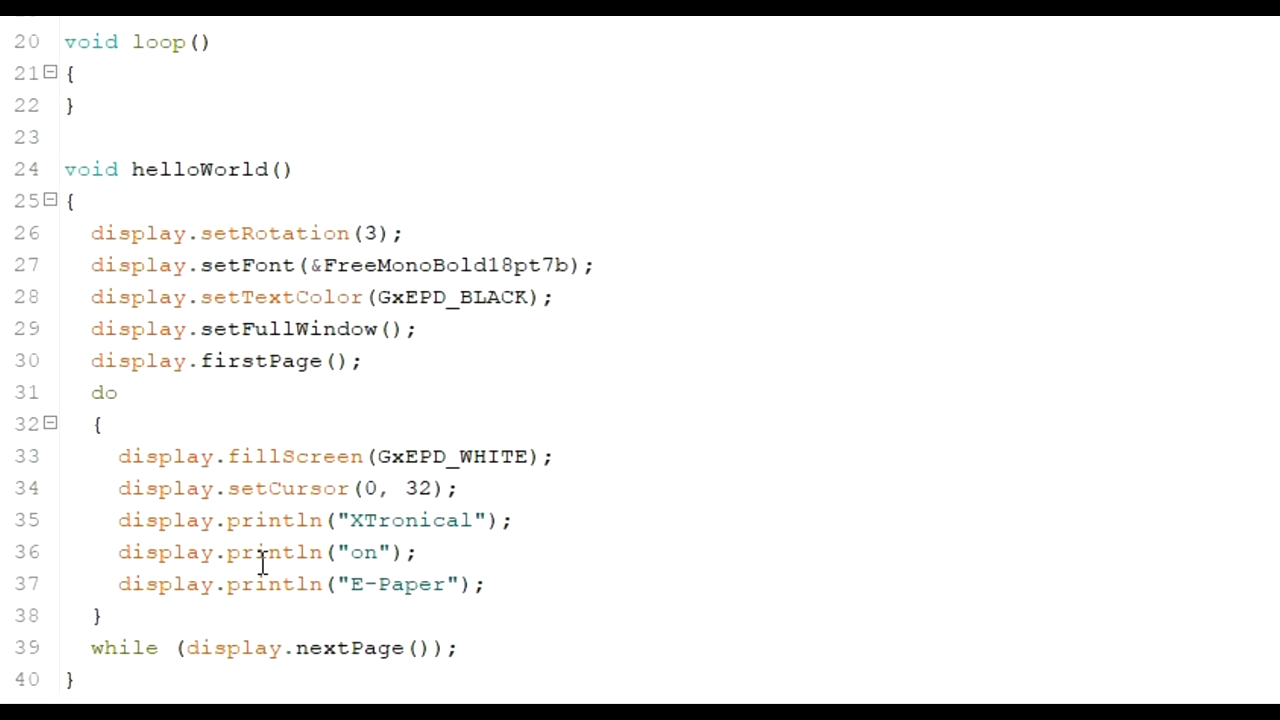 20 void loop()
21 {
22 }
23
24 void helloWorld()
25 {
26 display.setRotation(3);
27 display.setFont(&FreeMonoBold18pt7b);
28 display.setTextColor(GxEPD_BLACK);
29 display.setFullWindow();
30 display.firstPage();
31 do
32 {
33 display.fillScreen(GxEPD_WHITE);
34 display.setCursor(0, 32);
35 display.println("XTronical");
36 display.println("on");
37 display.println("E-Paper");
38 }
39 while (display.nextPage());
40 }